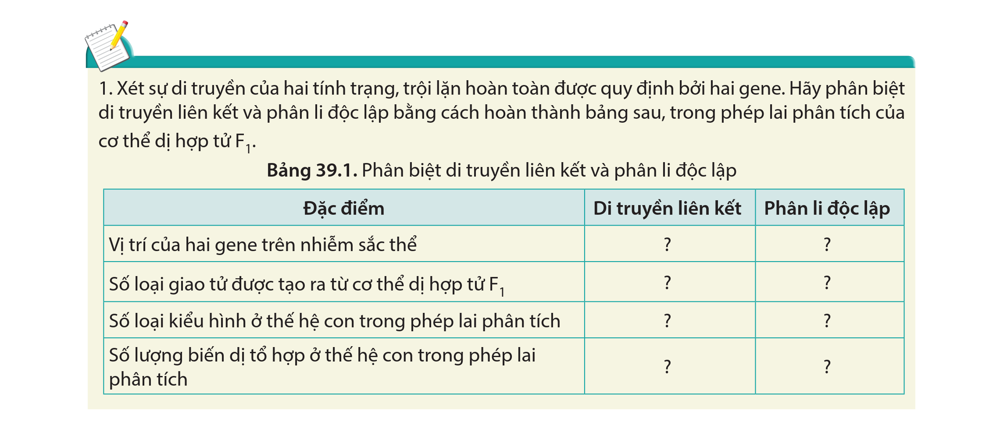 1. Xét sự di truyền của hai tính trạng, trội lặn hoàn toàn được quy định bởi hai gene. Hãy phân biệt
di truyền liên kết và phân li độc lập bằng cách hoàn thành bảng sau, trong phép lai phân tích của
cơ thể dị hợp tử F1.
Bảng 39.1. Phân biệt di truyền liên kết và phân li độc lập
Đặc điểm Di truyền liên kết Phân li độc lập
Vị trí của hai gene trên nhiễm sắc thể ? ?
Số loại giao tử được tạo ra từ cơ thể dị hợp tử F1 ? ?
Số loại kiểu hình ở thế hệ con trong phép lai phân tích ? ?
Số lượng biến dị tổ hợp ở thế hệ con trong phép lai
phân tích ? ?